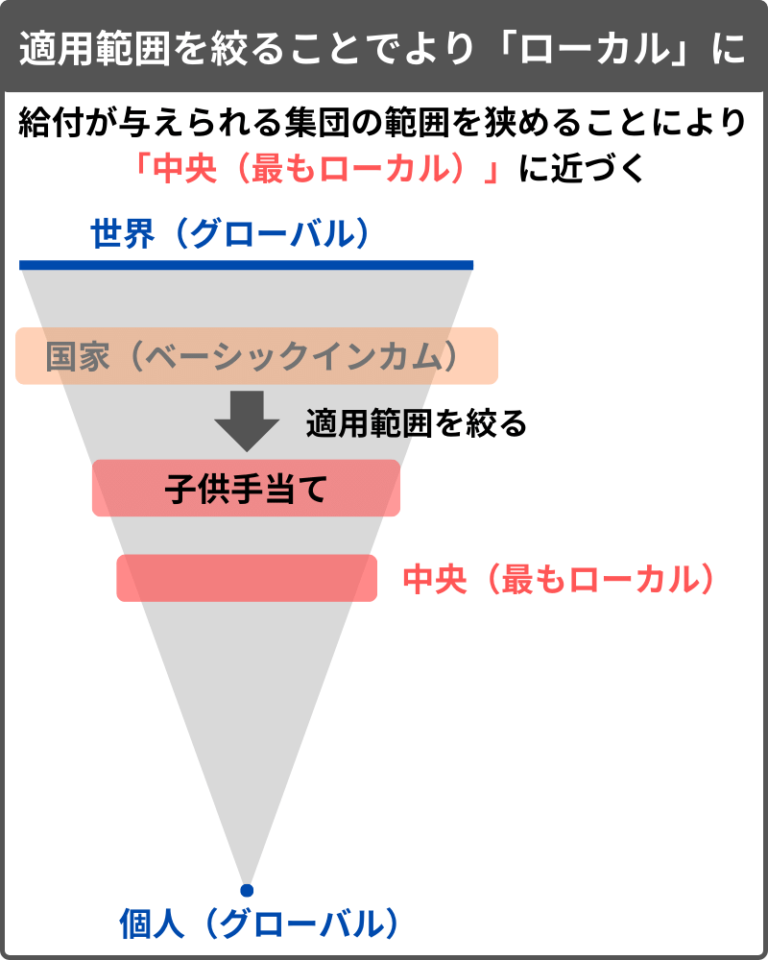 適用範囲を絞ることでより「ローカル」に
給付が与えられる集団の範囲を狭めることにより
「中央（最もローカル）」に近づく
世界（グローバル）
国家（ベーシックインカム）
適用範囲を絞る
子供手当て
中央（最もローカル）
個人（グローバル）